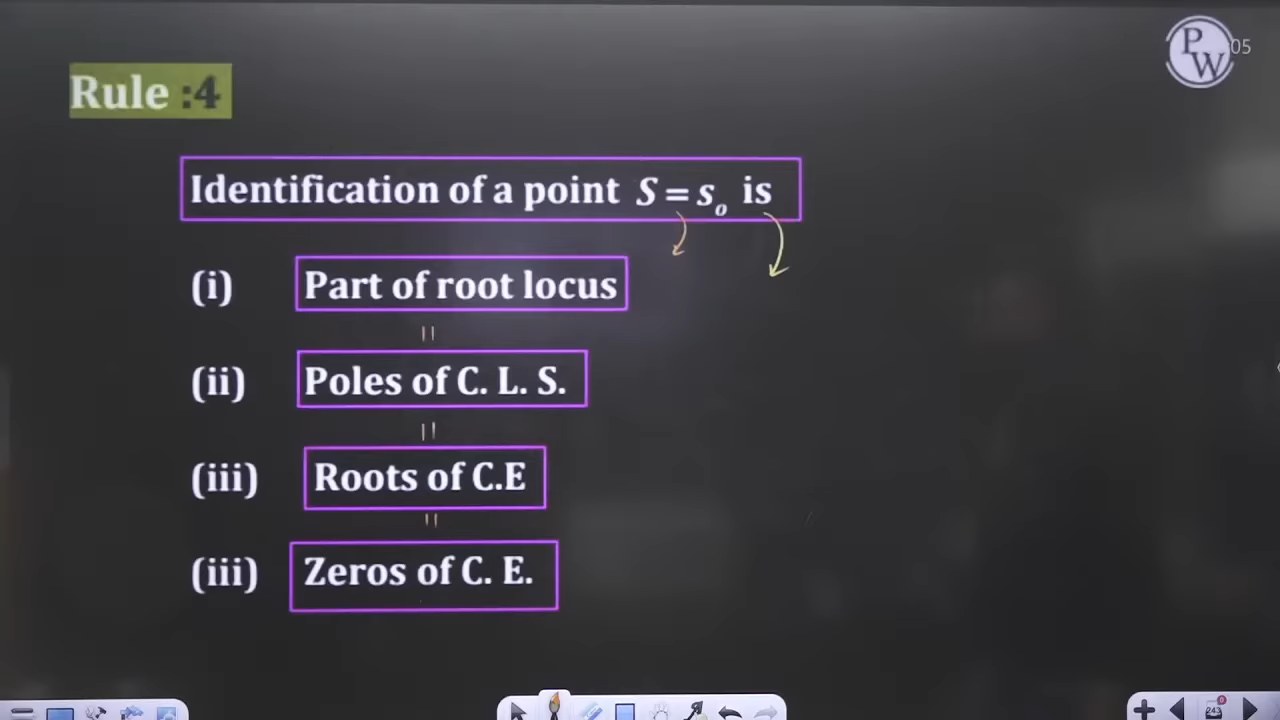 PW 05
Rule :4
Identification of a point S = s₀ is
(i) Part of root locus
=
(ii) Poles of C. L. S.
=
(iii) Roots of C.E
=
(iii) Zeros of C. E.
243